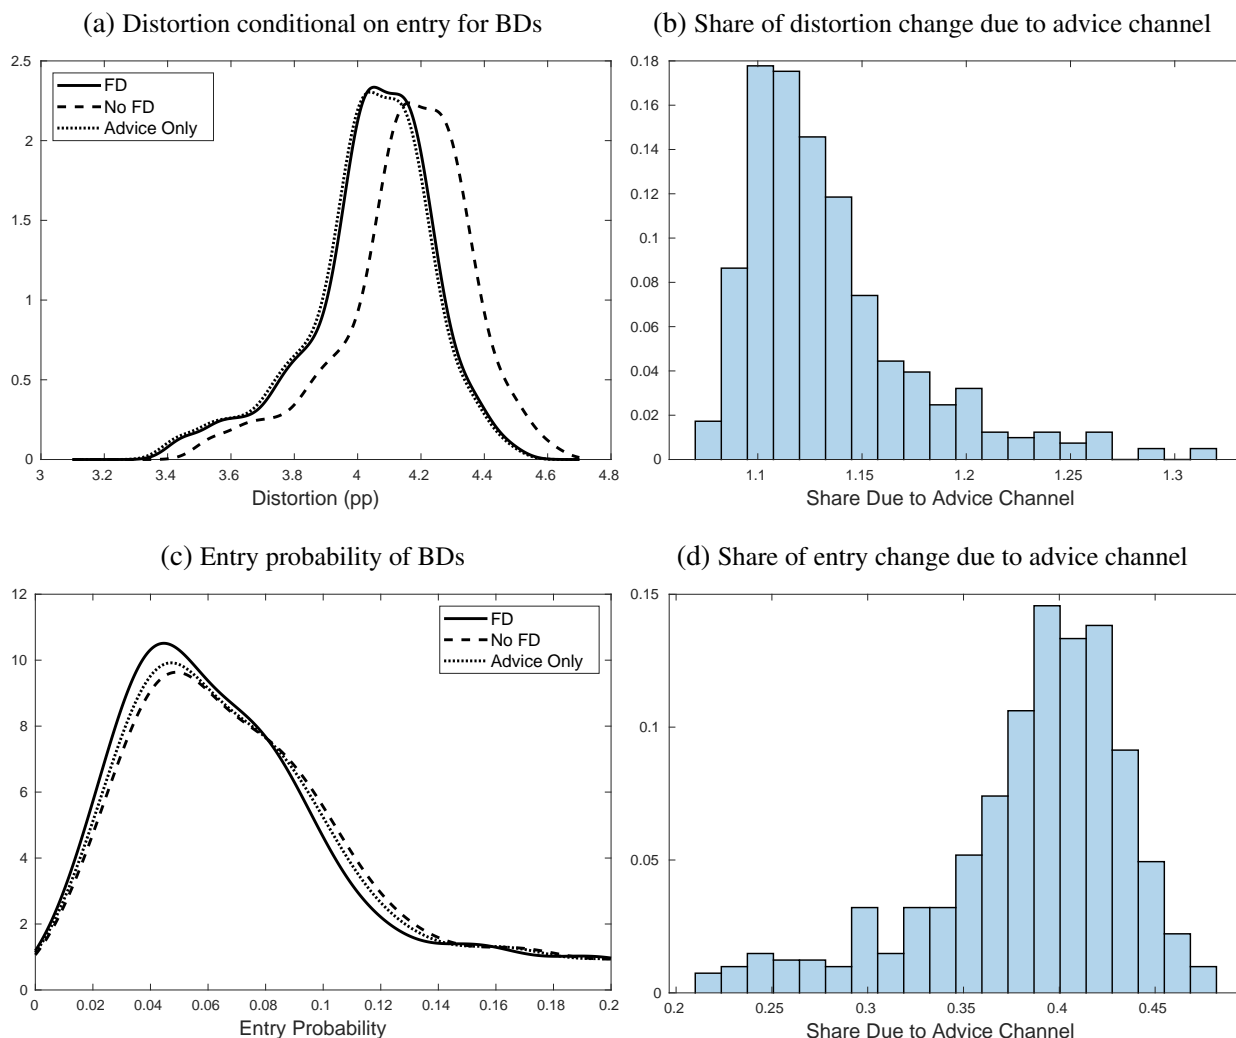 (a) Distortion conditional on entry for BDs
2.5
2
1.5
1
0.5
0
FD
No FD
Advice Only
3 3.2 3.4 3.6 3.8 4 4.2 4.4 4.6 4.8
Distortion (pp)
(b) Share of distortion change due to advice channel
0.18
0.16
0.14
0.12
0.1
0.08
0.06
0.04
0.02
0
1.1 1.15 1.2 1.25 1.3
Share Due to Advice Channel
(c) Entry probability of BDs
12
10
8
6
4
2
0
FD
No FD
Advice Only
0 0.02 0.04 0.06 0.08 0.1 0.12 0.14 0.16 0.18 0.2
Entry Probability
(d) Share of entry change due to advice channel
0.15
0.1
0.05
0
0.2 0.25 0.3 0.35 0.4 0.45
Share Due to Advice Channel